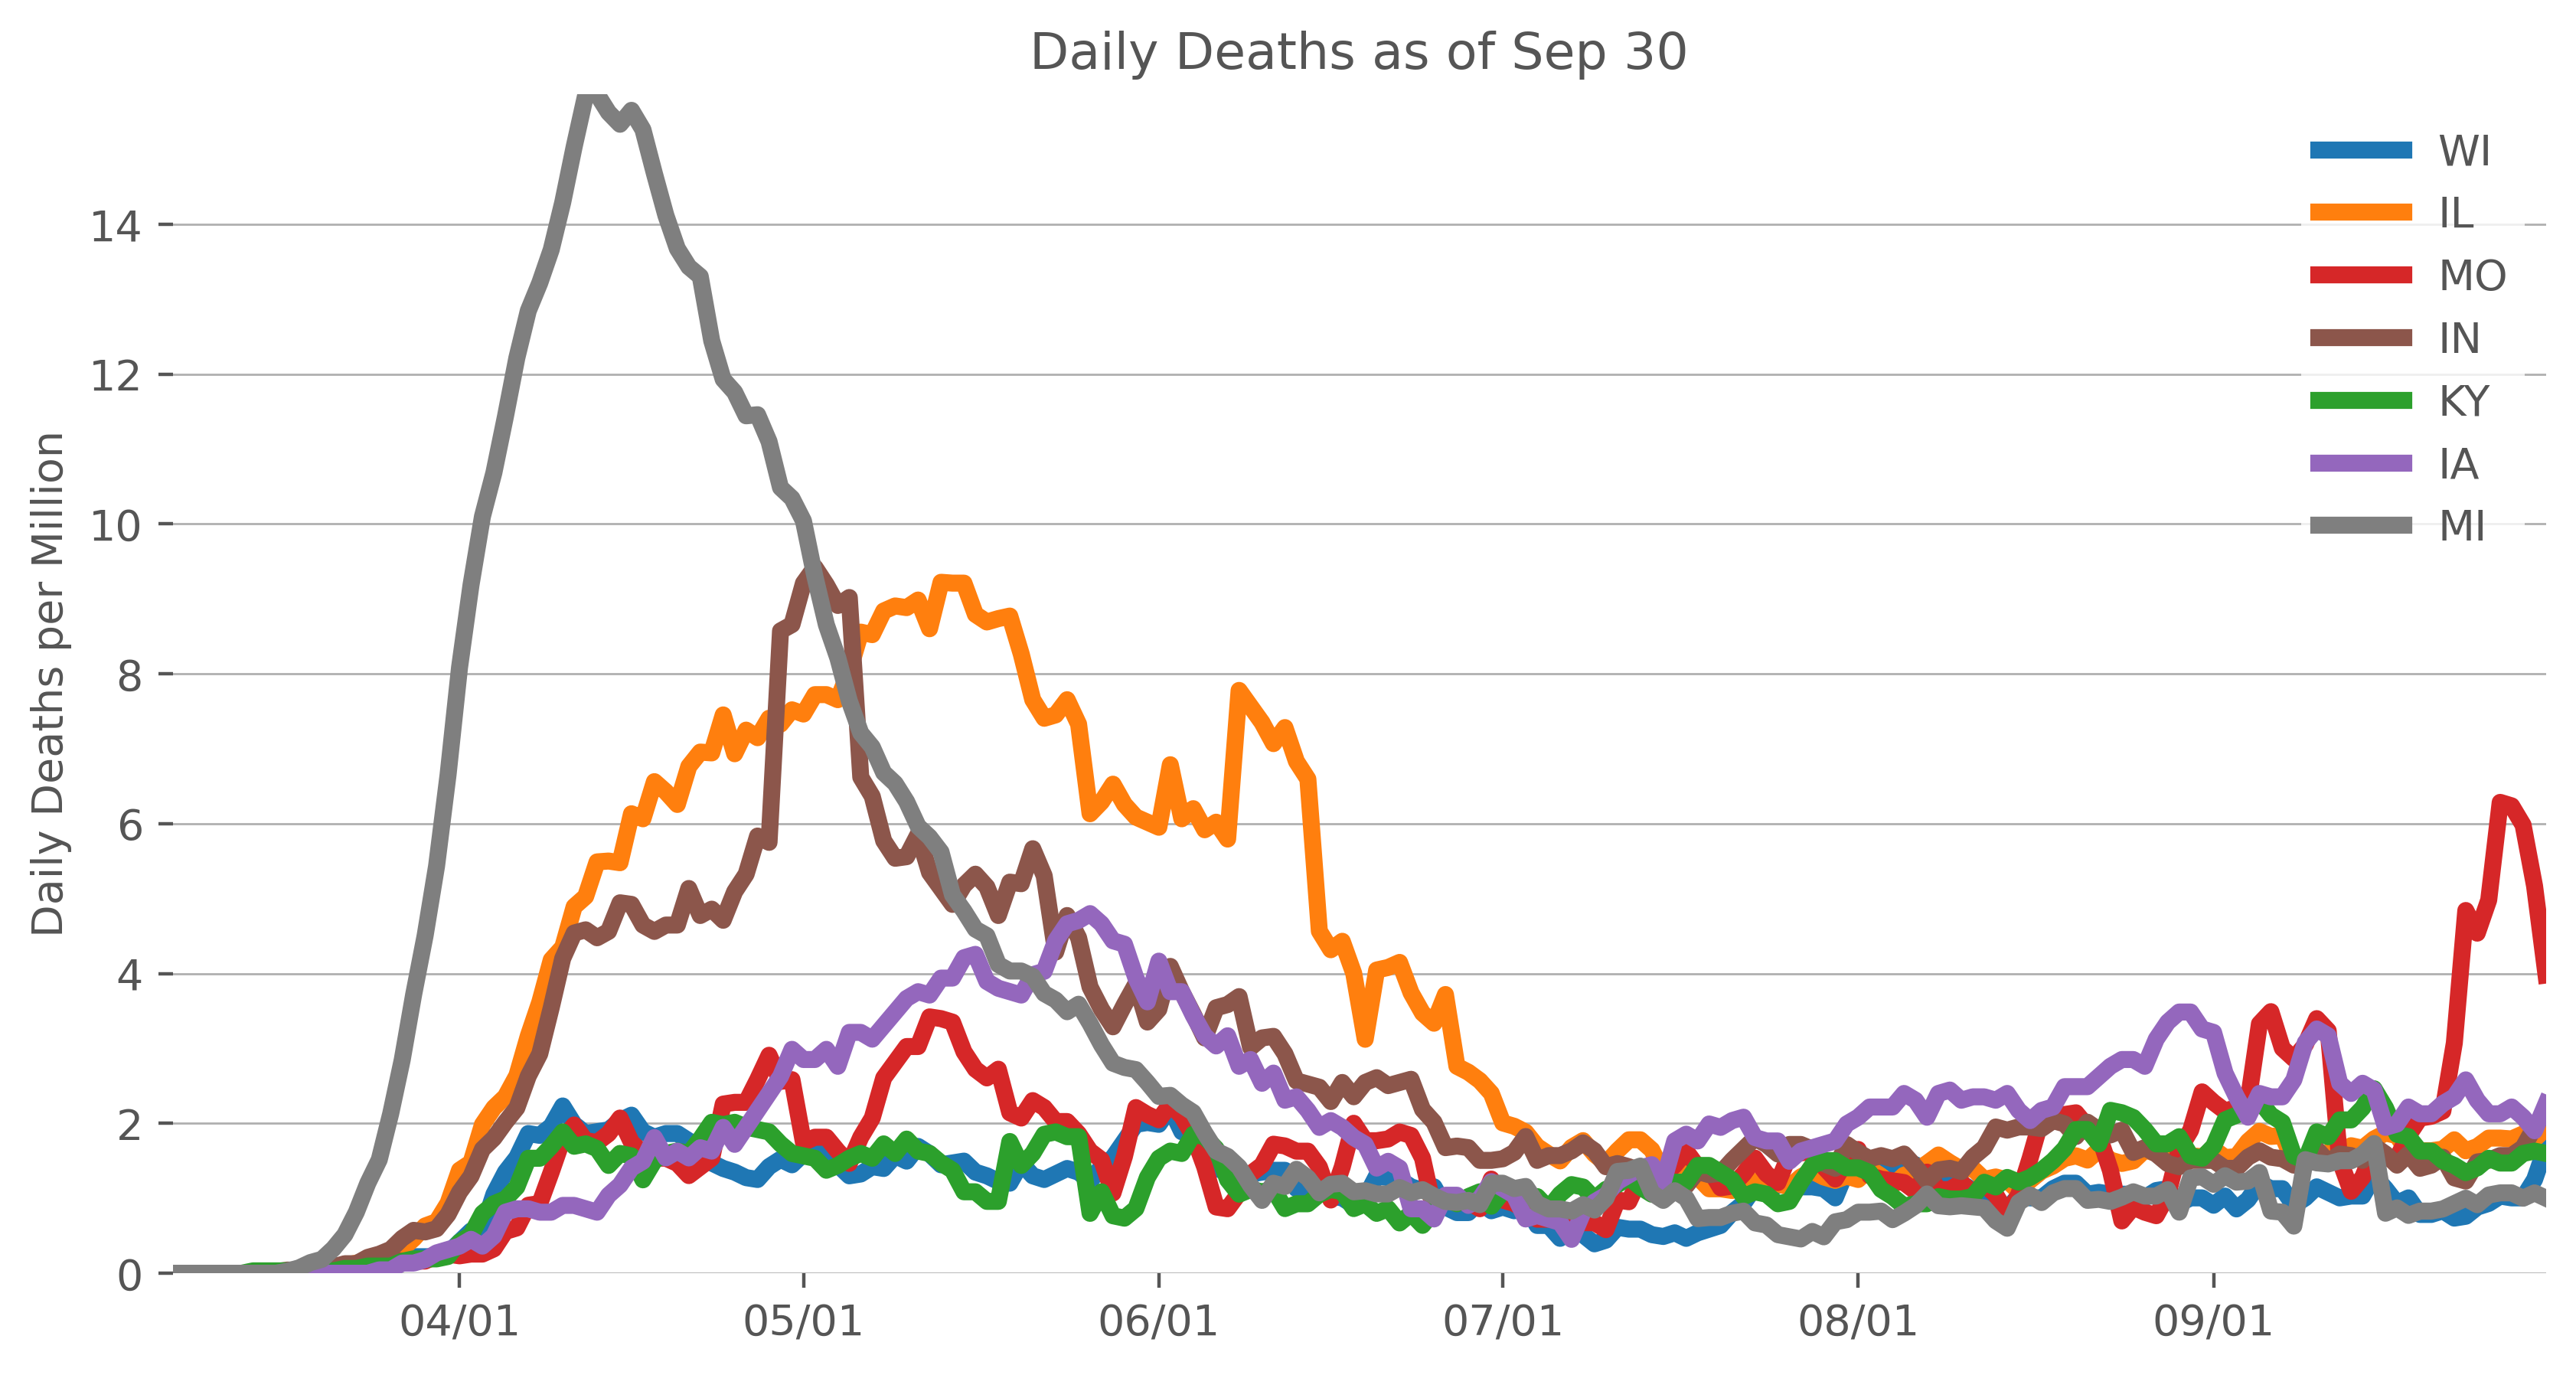 Daily Deaths as of Sep 30
Daily Deaths per Million
14
12
10
8
6
4
2
0
04/01
05/01
06/01
07/01
08/01
09/01
WI
IL
MO
IN
KY
IA
MI